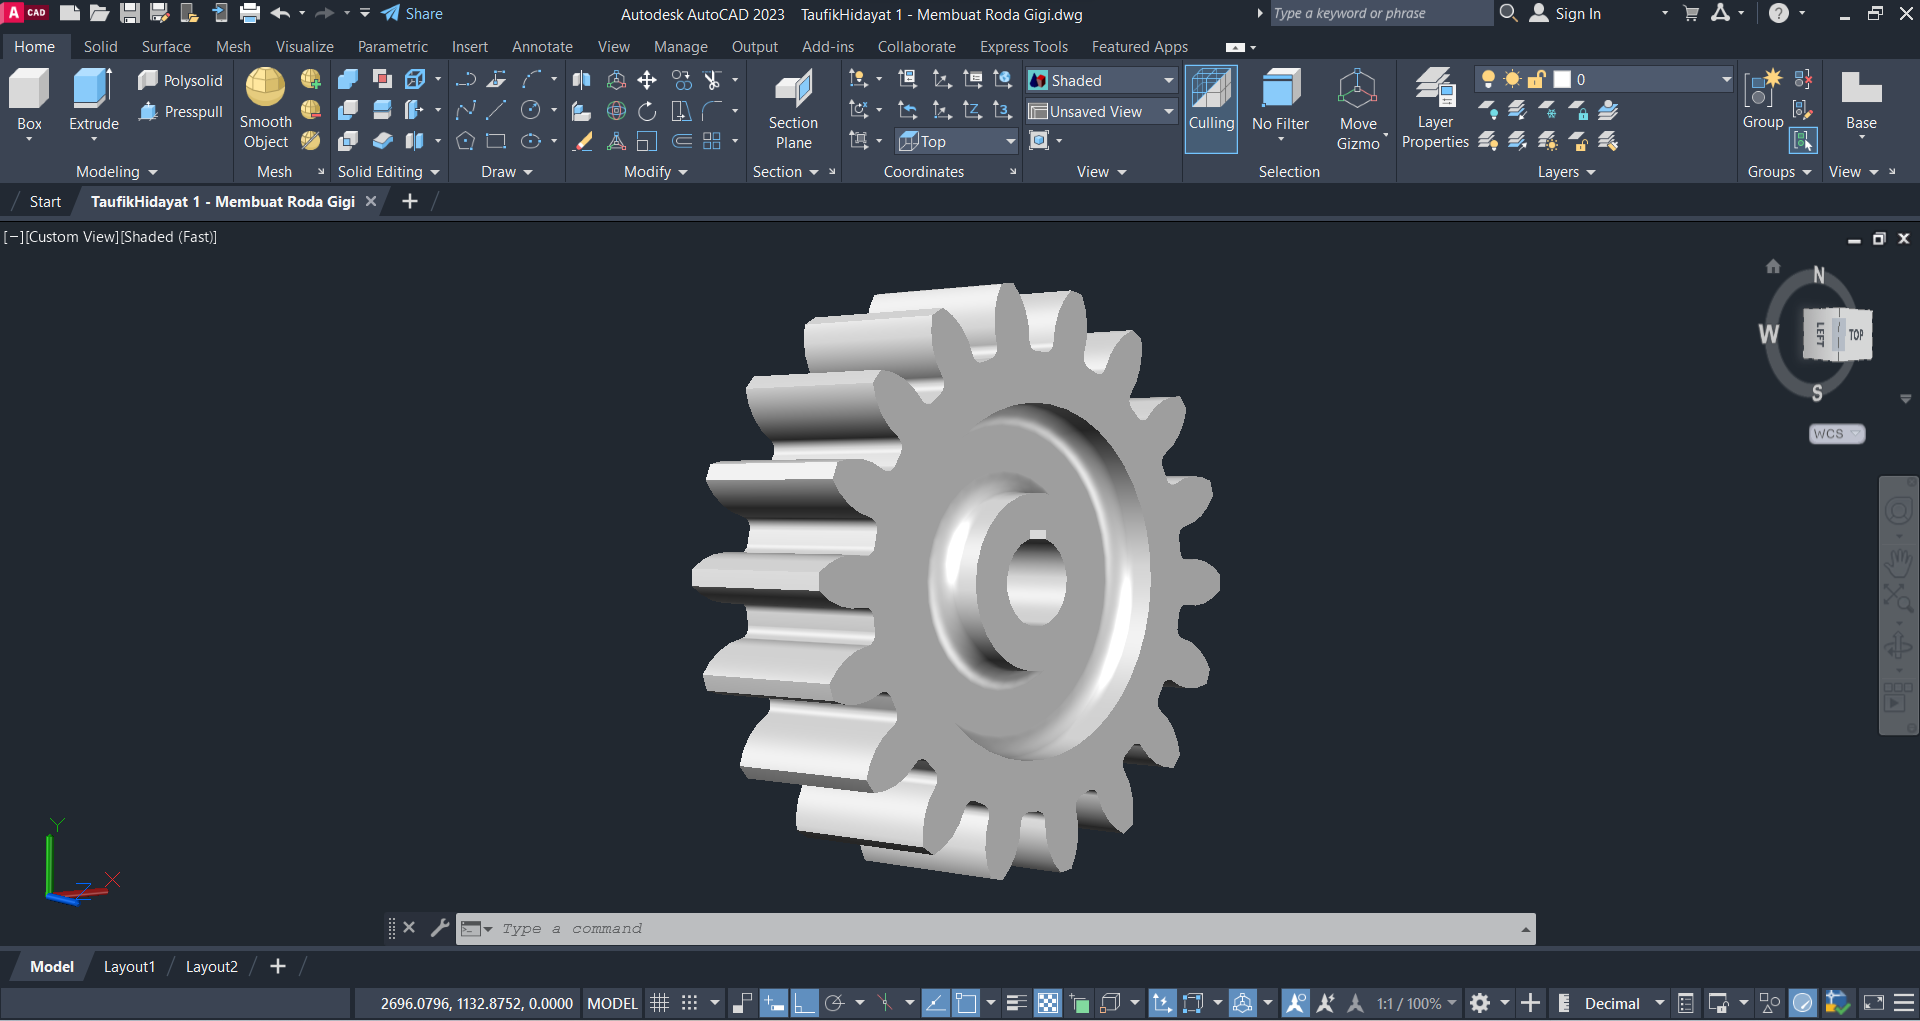 A CAD
Share
Autodesk AutoCAD 2023 TaufikHidayat 1 - Membuat Roda Gigi.dwg
Type a keyword or phrase
Sign In
Home Solid Surface Mesh Visualize Parametric Insert Annotate View Manage Output Add-ins Collaborate Express Tools Featured Apps
Box
Extrude
Polysolid
Presspull
Modeling
Smooth
Object
Mesh
Solid Editing
Draw
Modify
Section
Plane
Section
Top
Coordinates
Shaded
Unsaved View
View
Culling
No Filter
Move
Gizmo
Selection
Layer
Properties
0
Layers
Group
Groups
Base
View
Start
TaufikHidayat 1 - Membuat Roda Gigi
[−][Custom View][Shaded (Fast)]
N
W
LEFT
TOP
S
WCS
Y
X
Z
Type a command
Model Layout1 Layout2
2696.0796, 1132.8752, 0.0000 MODEL
1:1 / 100%
Decimal